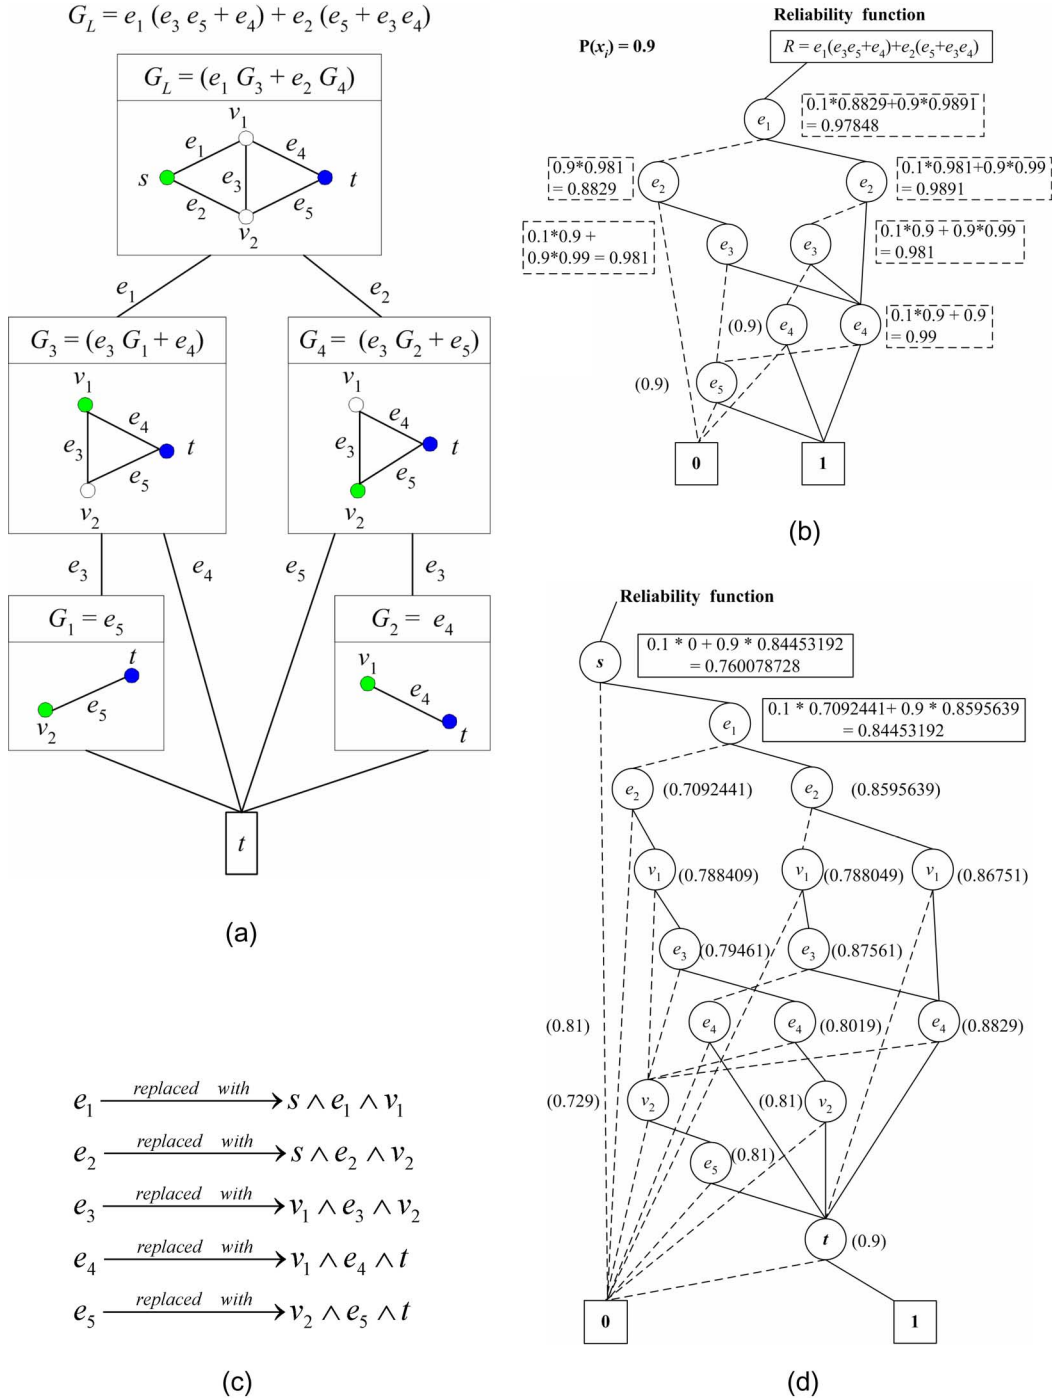 G_L = e_1 (e_3 e_5 + e_4) + e_2 (e_5 + e_3 e_4)
G_L = (e_1 G_3 + e_2 G_4)
v_1
e_1
e_4
s
e_3
t
e_2
e_5
v_2
e_1
e_2
G_3 = (e_3 G_1 + e_4)
v_1
e_4
e_3
t
e_5
v_2
G_4 = (e_3 G_2 + e_5)
v_1
e_4
e_3
t
e_5
v_2
e_3
e_4
e_5
e_3
G_1 = e_5
t
e_5
v_2
G_2 = e_4
v_1
e_4
t
t
(a)
Reliability function
P(x_i) = 0.9
R = e_1(e_3e_5+e_4)+e_2(e_5+e_3e_4)
e_1
0.1*0.8829+0.9*0.9891
= 0.97848
0.9*0.981
= 0.8829
e_2
e_2
0.1*0.981+0.9*0.99
= 0.9891
0.1*0.9 +
0.9*0.99 = 0.981
e_3
e_3
0.1*0.9 + 0.9*0.99
= 0.981
(0.9)
e_4
e_4
0.1*0.9 + 0.9
= 0.99
(0.9)
e_5
0
1
(b)
e_1 replaced with s ∧ e_1 ∧ v_1
e_2 replaced with s ∧ e_2 ∧ v_2
e_3 replaced with v_1 ∧ e_3 ∧ v_2
e_4 replaced with v_1 ∧ e_4 ∧ t
e_5 replaced with v_2 ∧ e_5 ∧ t
(c)
Reliability function
s
0.1 * 0 + 0.9 * 0.84453192
= 0.760078728
e_1
0.1 * 0.7092441+ 0.9 * 0.8595639
= 0.84453192
e_2 (0.7092441)
e_2 (0.8595639)
v_1 (0.788409)
v_1 (0.788049)
v_1 (0.86751)
e_3 (0.79461)
e_3 (0.87561)
(0.81)
e_4
e_4 (0.8019)
e_4 (0.8829)
(0.729)
v_2
(0.81) v_2
e_5 (0.81)
t (0.9)
0
1
(d)